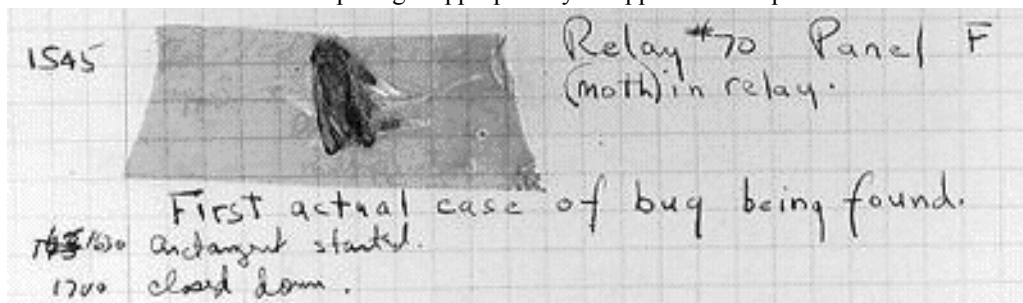 1545 Relay #70 Panel F
(moth) in relay.
First actual case of bug being found.
1630 antangent started.
1700 closed down.